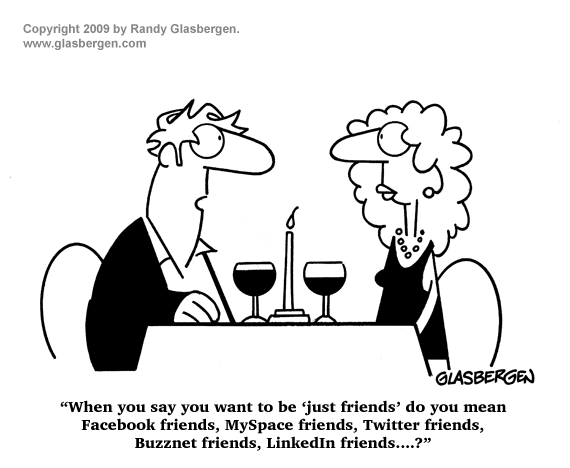 Copyright 2009 by Randy Glasbergen.
www.glasbergen.com
GLASBERGEN
“When you say you want to be ‘just friends’ do you mean
Facebook friends, MySpace friends, Twitter friends,
Buzznet friends, LinkedIn friends....?”